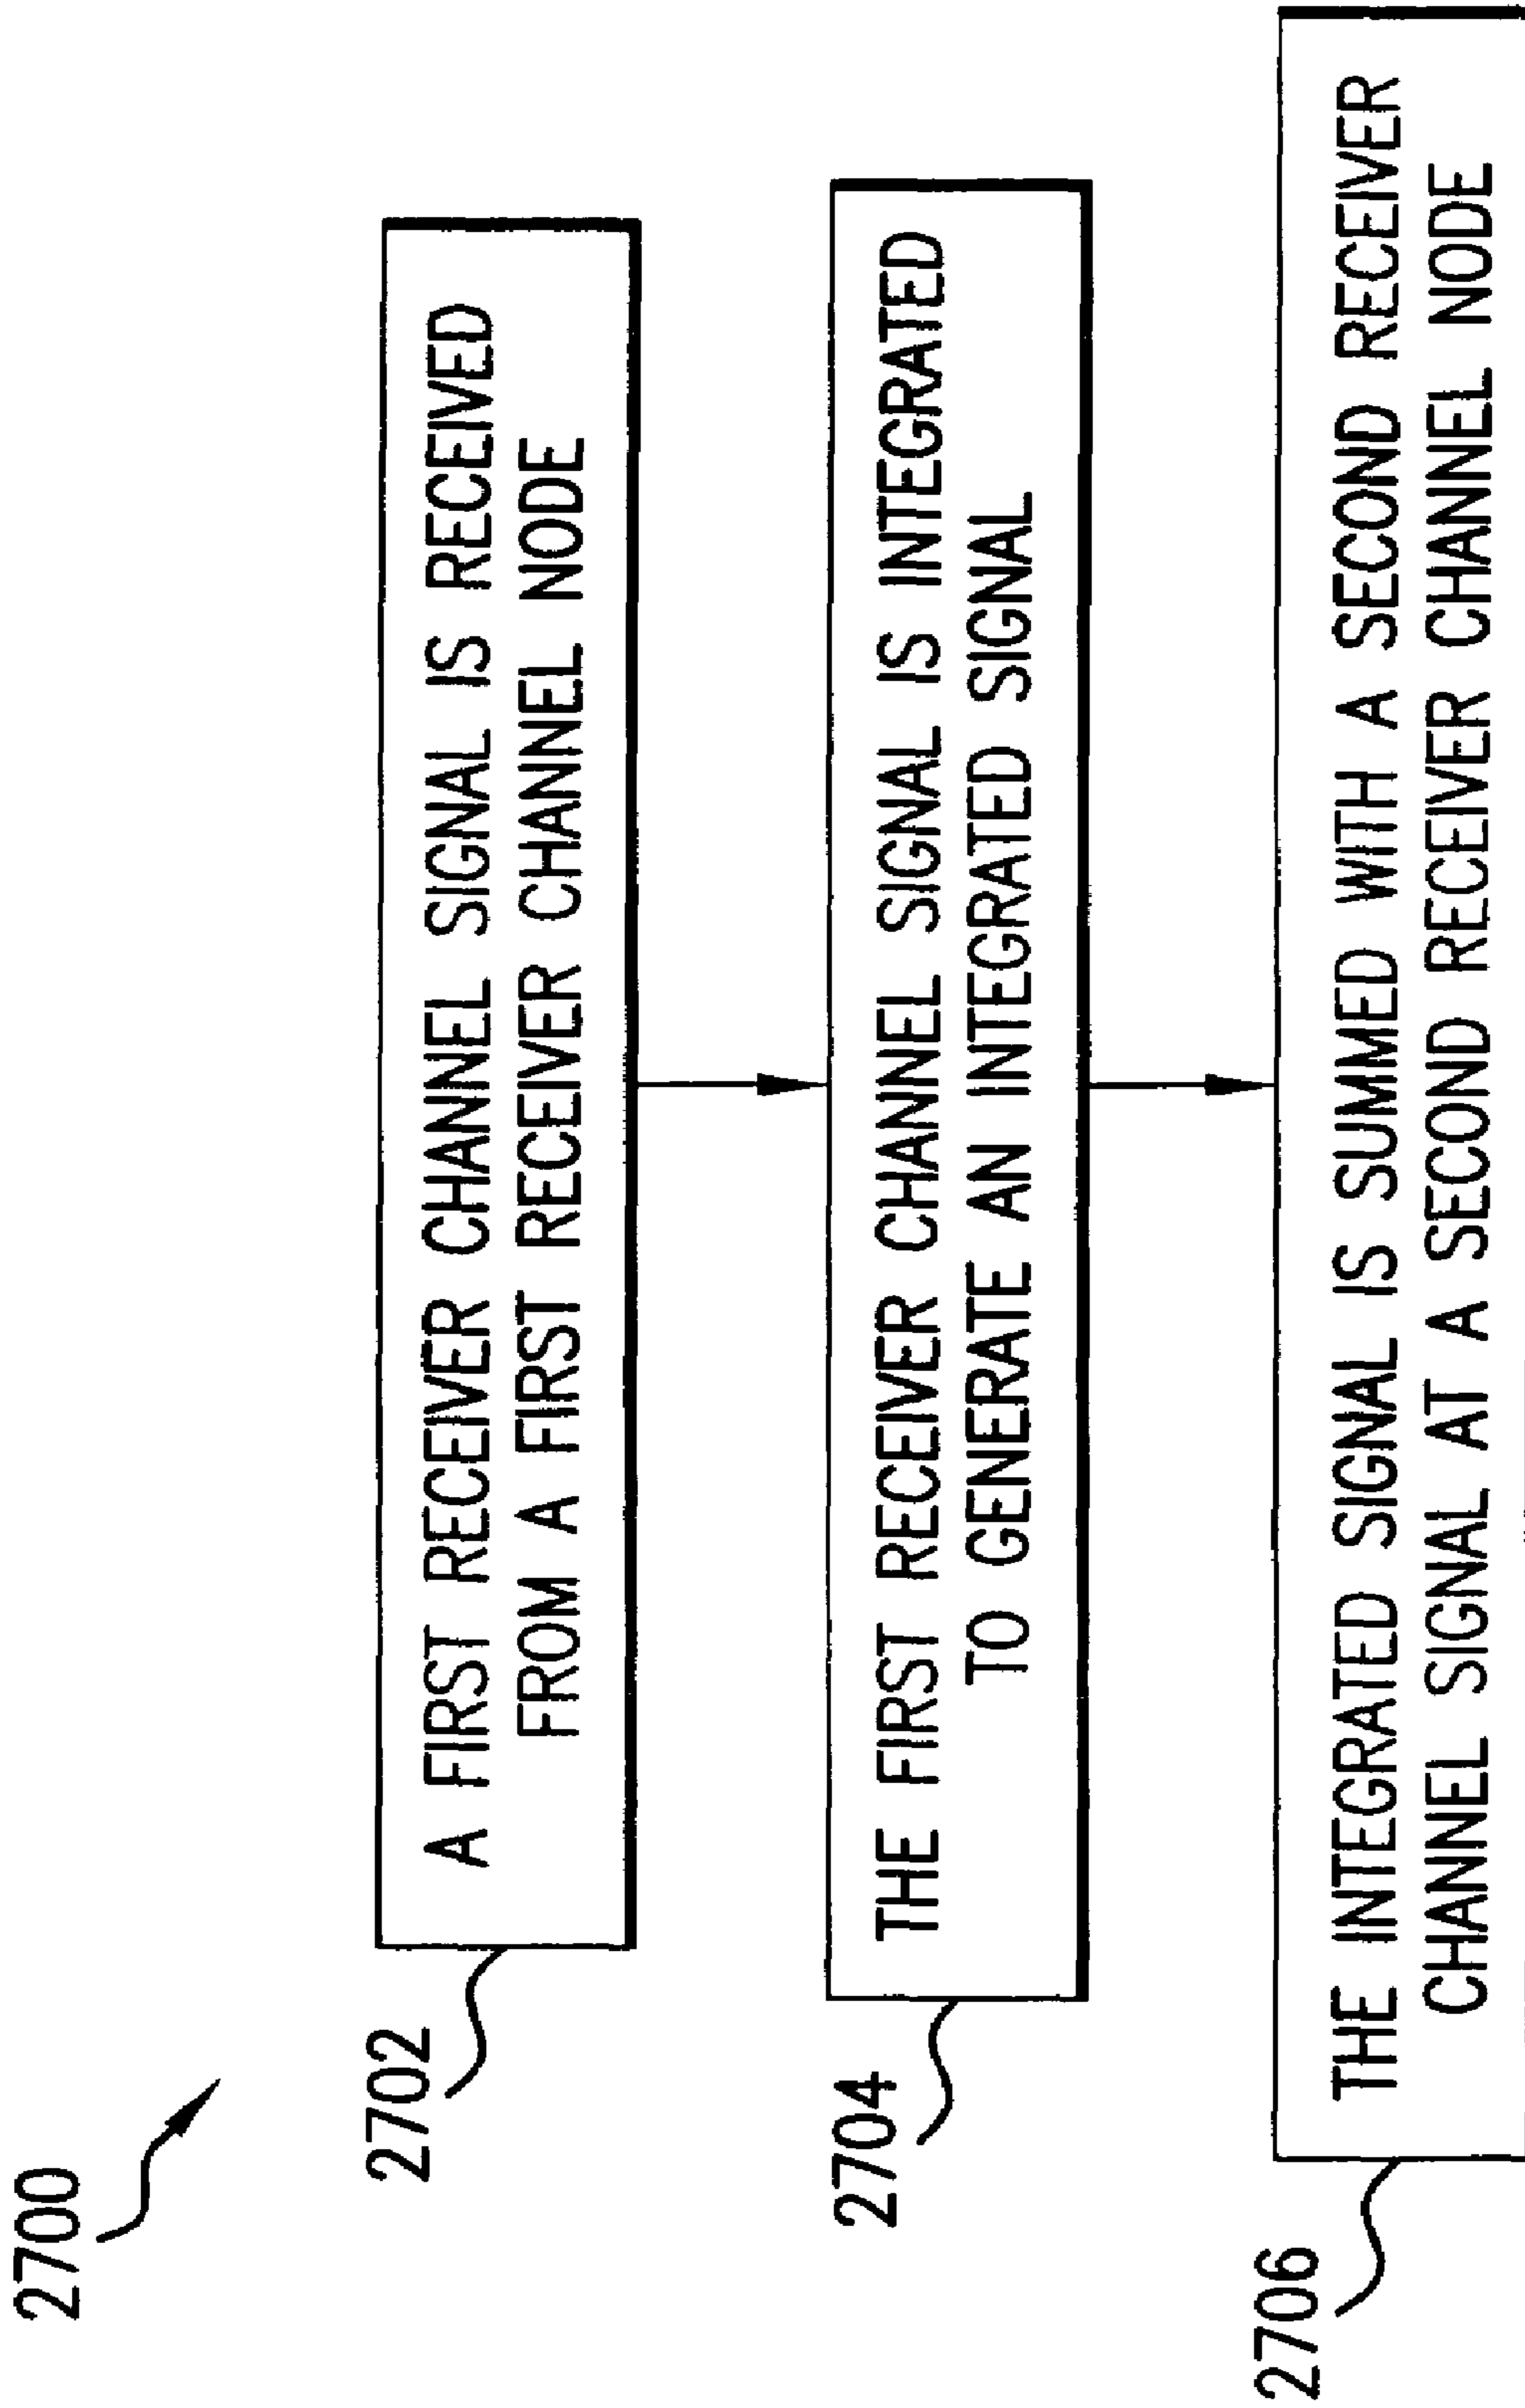 2700
2702
A FIRST RECEIVER CHANNEL SIGNAL IS RECEIVED
FROM A FIRST RECEIVER CHANNEL NODE
2704
THE FIRST RECEIVER CHANNEL SIGNAL IS INTEGRATED
TO GENERATE AN INTEGRATED SIGNAL
2706
THE INTEGRATED SIGNAL IS SUMMED WITH A SECOND RECEIVER
CHANNEL SIGNAL AT A SECOND RECEIVER CHANNEL NODE